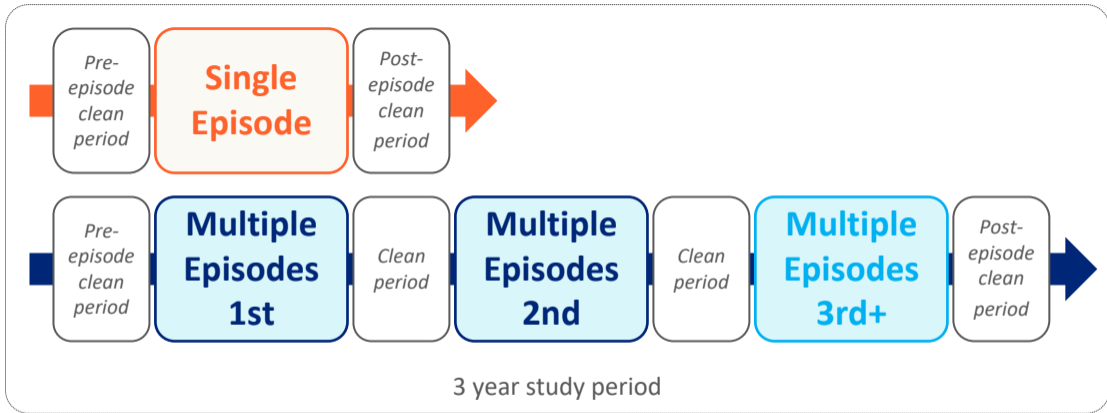 Pre-
episode
clean
period
Single
Episode
Post-
episode
clean
period
Pre-
episode
clean
period
Multiple
Episodes
1st
Clean
period
Multiple
Episodes
2nd
Clean
period
Multiple
Episodes
3rd+
Post-
episode
clean
period
3 year study period